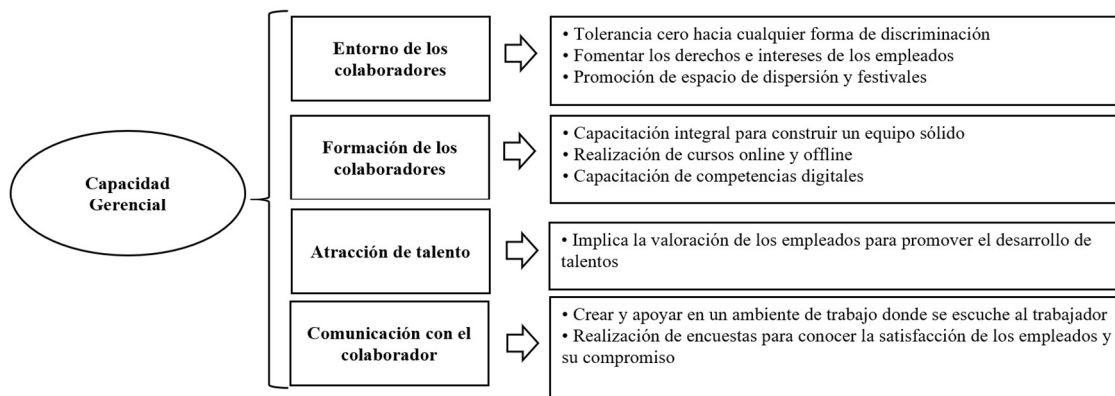 Capacidad
Gerencial
Entorno de los
colaboradores
• Tolerancia cero hacia cualquier forma de discriminación
• Fomentar los derechos e intereses de los empleados
• Promoción de espacio de dispersión y festivales
Formación de los
colaboradores
• Capacitación integral para construir un equipo sólido
• Realización de cursos online y offline
• Capacitación de competencias digitales
Atracción de talento
• Implica la valoración de los empleados para promover el desarrollo de
talentos
Comunicación con el
colaborador
• Crear y apoyar en un ambiente de trabajo donde se escuche al trabajador
• Realización de encuestas para conocer la satisfacción de los empleados y
su compromiso